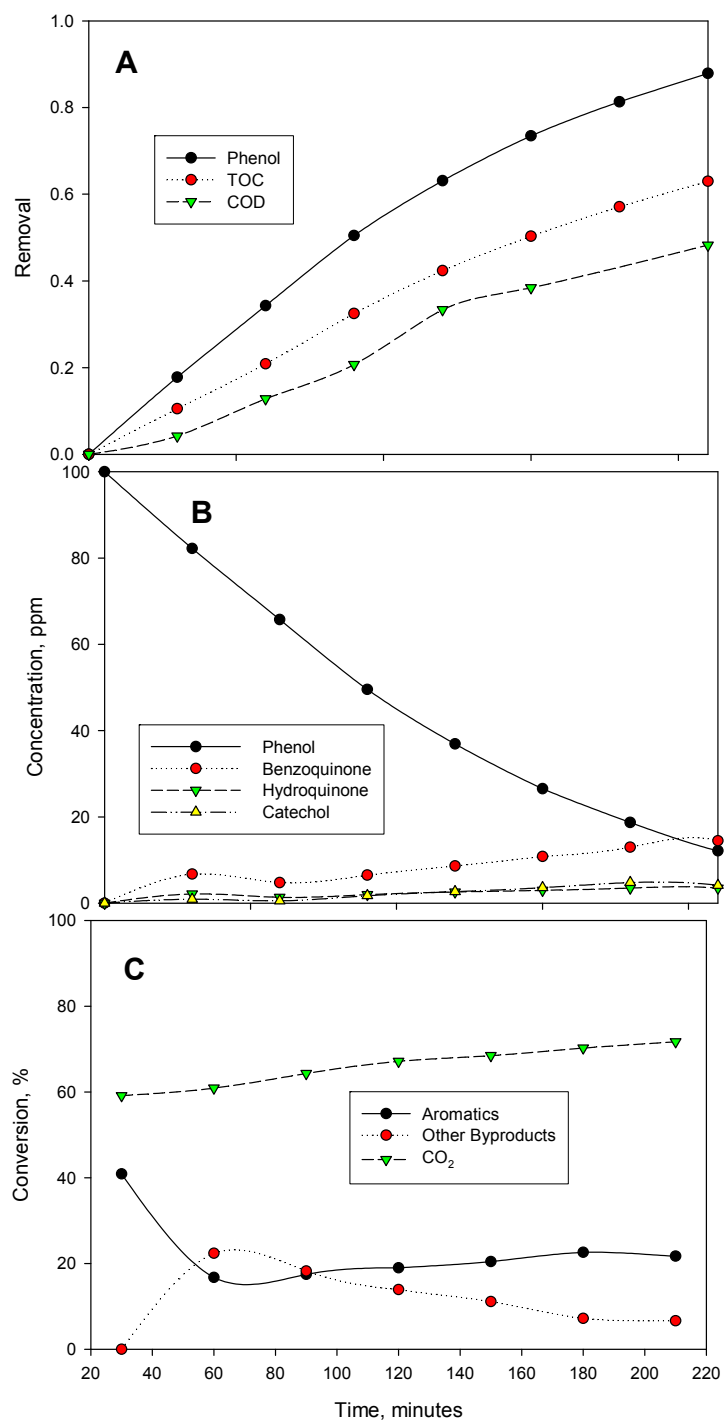 A
1.0
0.8
0.6
0.4
0.2
0.0
Removal
Phenol
TOC
COD
B
100
80
60
40
20
0
Concentration, ppm
Phenol
Benzoquinone
Hydroquinone
Catechol
C
100
80
60
40
20
0
Conversion, %
Aromatics
Other Byproducts
CO₂
20 40 60 80 100 120 140 160 180 200 220
Time, minutes